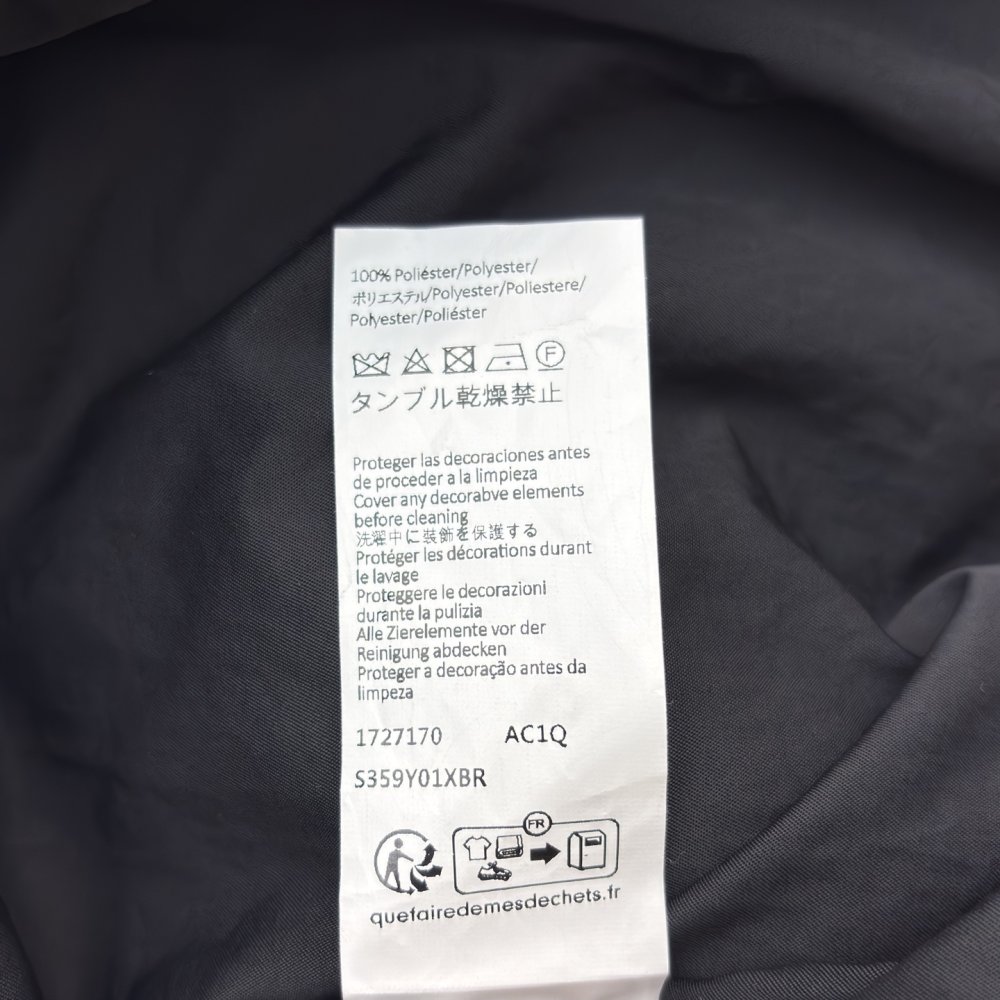 100% Poliéster/Polyester/
ポリエステル/Polyester/Poliestere/
Polyester/Poliéster
F
タンブル乾燥禁止
Proteger las decoraciones antes
de proceder a la limpieza
Cover any decorabve elements
before cleaning
洗濯中に装飾を保護する
Protéger les décorations durant
le lavage
Proteggere le decorazioni
durante la pulizia
Alle Zierelemente vor der
Reinigung abdecken
Proteger a decoração antes da
limpeza
1727170 AC1Q
S359Y01XBR
FR
quefairedemesdechets.fr